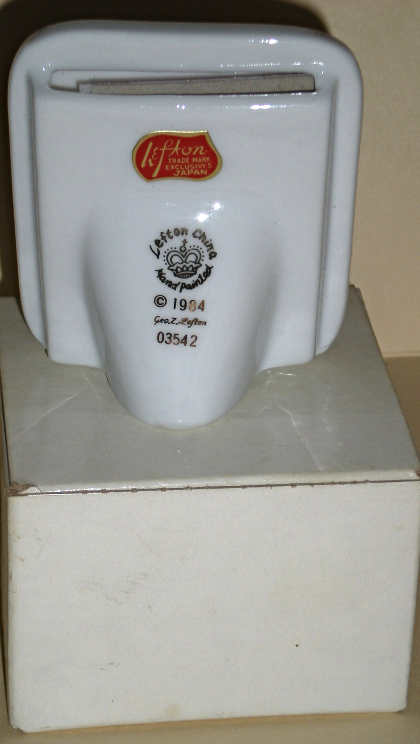 Lefton
TRADE MARK
EXCLUSIVES
JAPAN
Lefton China
Hand painted
© 1984
Geo. Z. Lefton
03542